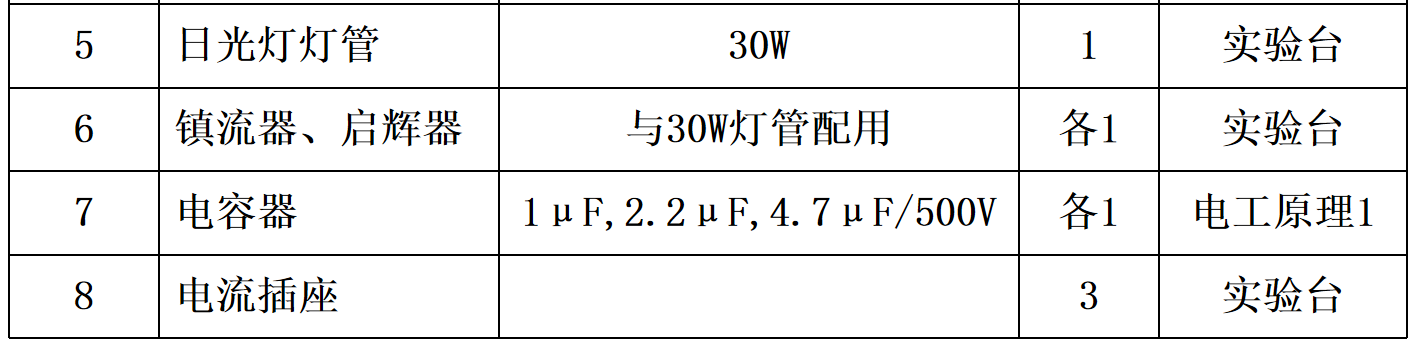 5 日光灯灯管 30W 1 实验台
6 镇流器、启辉器 与30W灯管配用 各1 实验台
7 电容器 1μF,2.2μF,4.7μF/500V 各1 电工原理1
8 电流插座 3 实验台